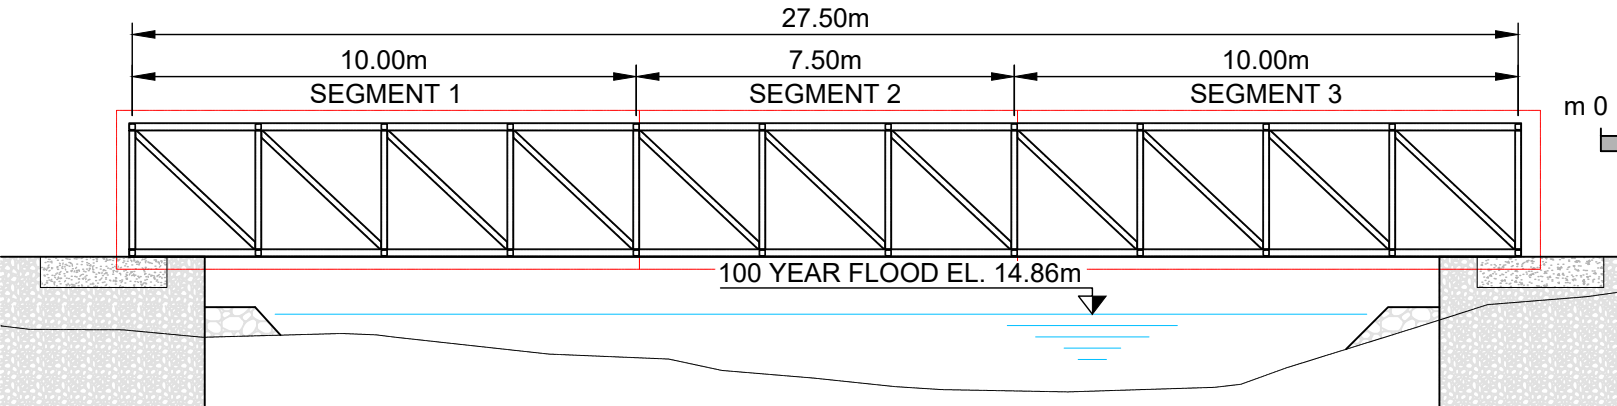 27.50m
10.00m
7.50m
10.00m
SEGMENT 1
SEGMENT 2
SEGMENT 3
m 0
100 YEAR FLOOD EL. 14.86m